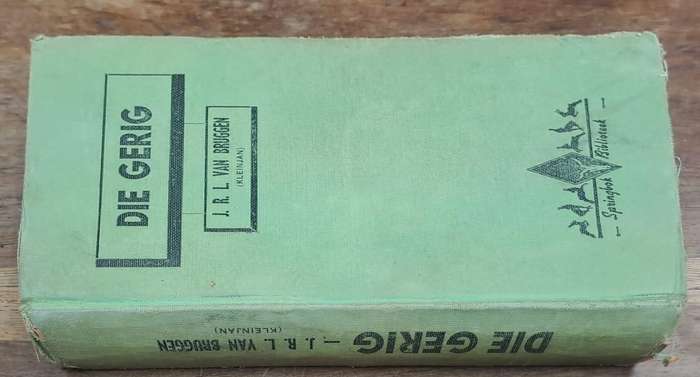 DIE GERIG
J. R. L. VAN BRUGGEN
(KLEINJAN)
— Springbok Biblioteek —
DIE GERIG — J. R. L. VAN BRUGGEN
(KLEINJAN)